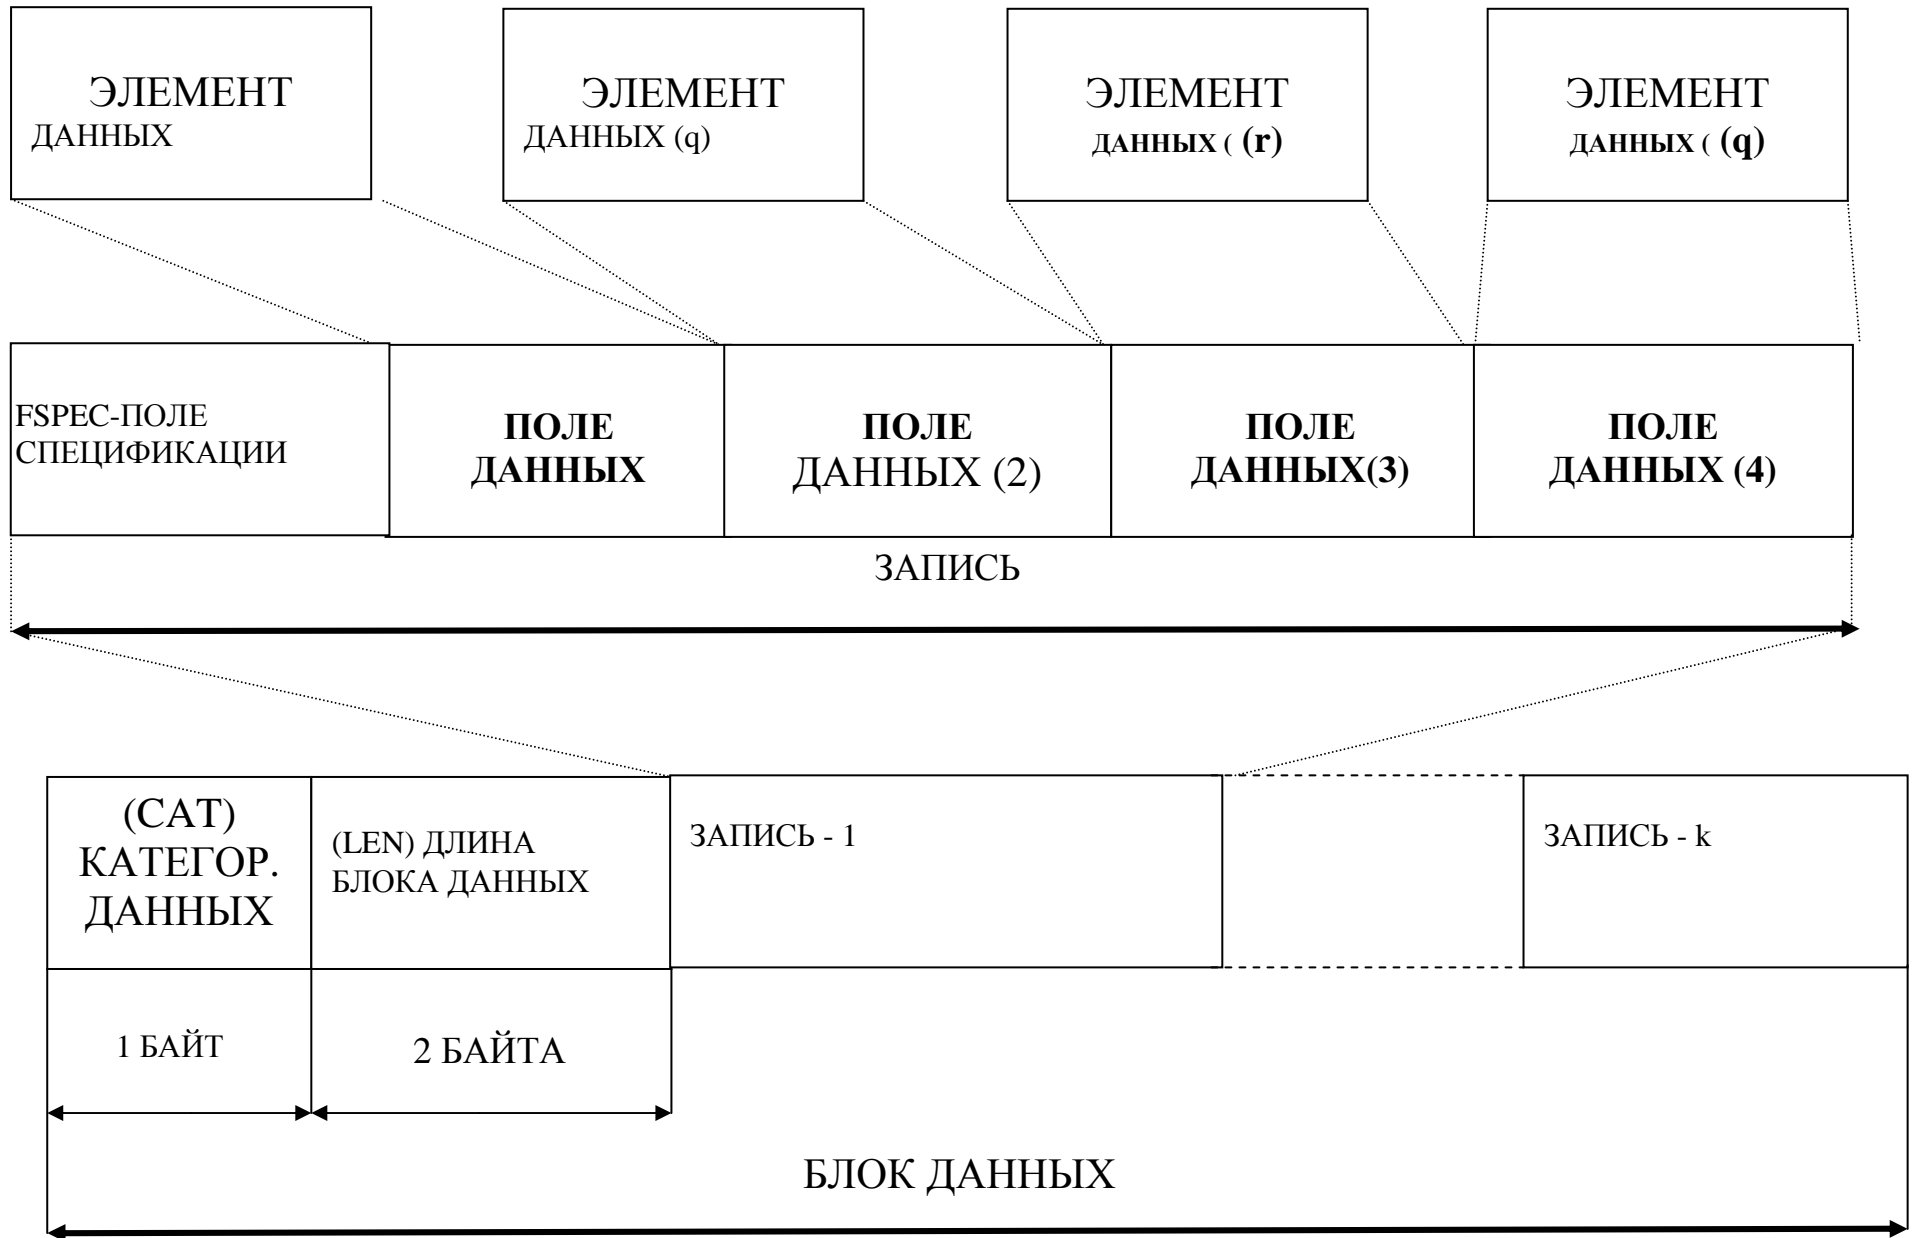 ЭЛЕМЕНТ
ДАННЫХ
ЭЛЕМЕНТ
ДАННЫХ (q)
ЭЛЕМЕНТ
ДАННЫХ ( (r)
ЭЛЕМЕНТ
ДАННЫХ ( (q)
FSPEC-ПОЛЕ
СПЕЦИФИКАЦИИ
ПОЛЕ
ДАННЫХ
ПОЛЕ
ДАННЫХ (2)
ПОЛЕ
ДАННЫХ(3)
ПОЛЕ
ДАННЫХ (4)
ЗАПИСЬ
(CAT)
КАТЕГОР.
ДАННЫХ
(LEN) ДЛИНА
БЛОКА ДАННЫХ
ЗАПИСЬ - 1
ЗАПИСЬ - k
1 БАЙТ
2 БАЙТА
БЛОК ДАННЫХ